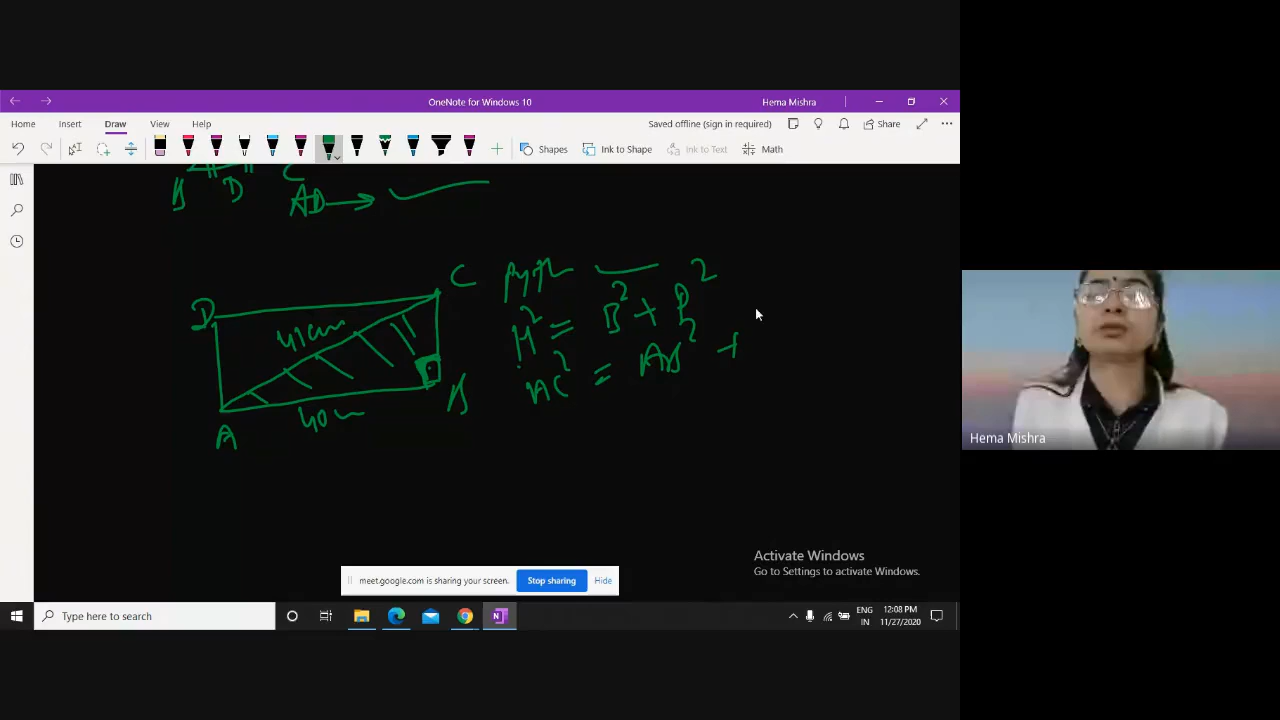 OneNote for Windows 10
Hema Mishra
Home Insert Draw View Help
Saved offline (sign in required)
Share
Shapes
Ink to Shape
Ink to Text
Math
B D C
AD →
D C
41cm
A B
40cm
Pyth
H² = B² + P²
AC² = AB² +
Hema Mishra
Activate Windows
Go to Settings to activate Windows.
meet.google.com is sharing your screen.
Stop sharing
Hide
Type here to search
ENG
IN
12:08 PM
11/27/2020